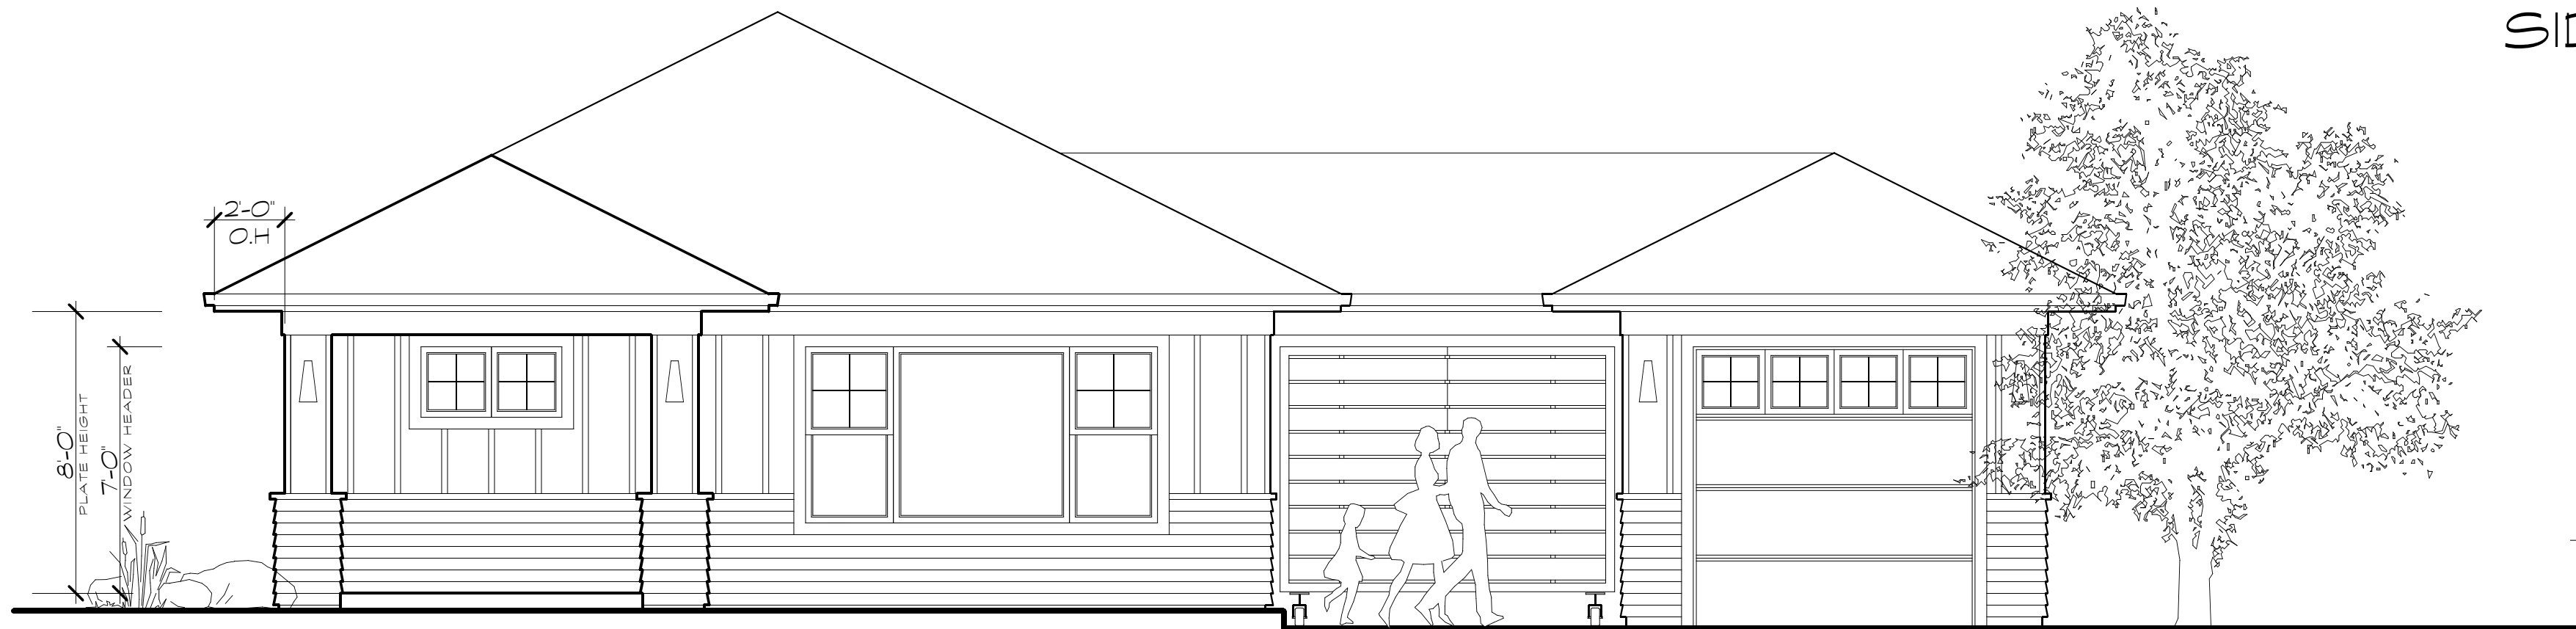 SID
2'-0"
O.H
8'-0"
PLATE HEIGHT
7'-0"
WINDOW HEADER